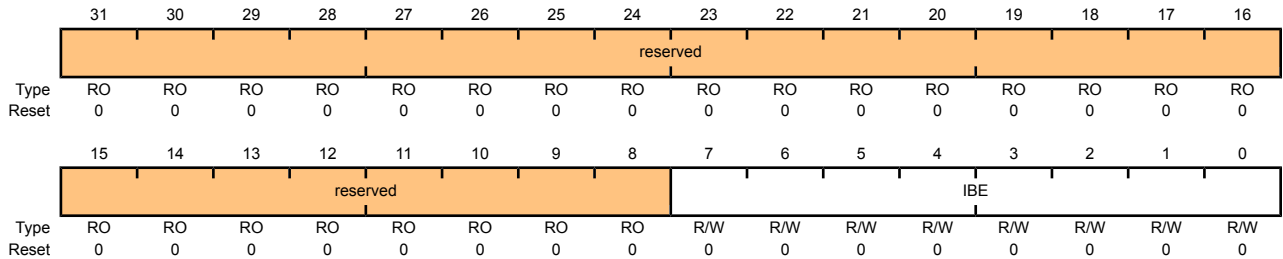 31 30 29 28 27 26 25 24 23 22 21 20 19 18 17 16
reserved
Type RO RO RO RO RO RO RO RO RO RO RO RO RO RO RO RO
Reset 0 0 0 0 0 0 0 0 0 0 0 0 0 0 0 0
15 14 13 12 11 10 9 8 7 6 5 4 3 2 1 0
reserved IBE
Type RO RO RO RO RO RO RO RO R/W R/W R/W R/W R/W R/W R/W R/W
Reset 0 0 0 0 0 0 0 0 0 0 0 0 0 0 0 0